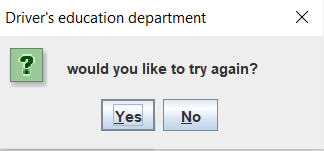 Driver's education department
would you like to try again?
Yes No